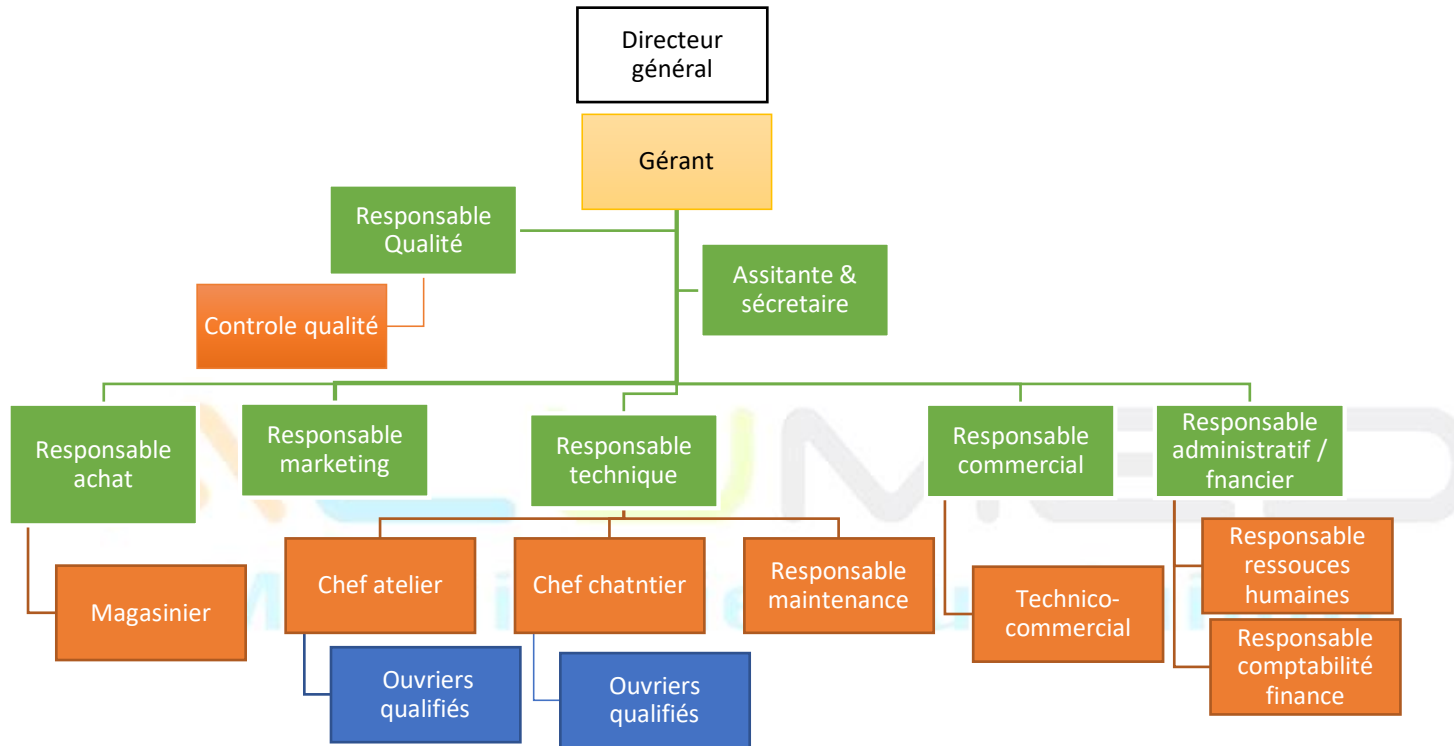 Directeur
général
Gérant
Responsable
Qualité
Assitante &
sécretaire
Controle qualité
Responsable
achat
Responsable
marketing
Responsable
technique
Responsable
commercial
Responsable
administratif /
fnancier
Magasinier
Chef atelier
Chef chatntier
Responsable
maintenance
Technico-
commercial
Responsable
ressouces
humaines
Responsable
comptabilité
finance
Ouvriers
qualifiés
Ouvriers
qualifiés